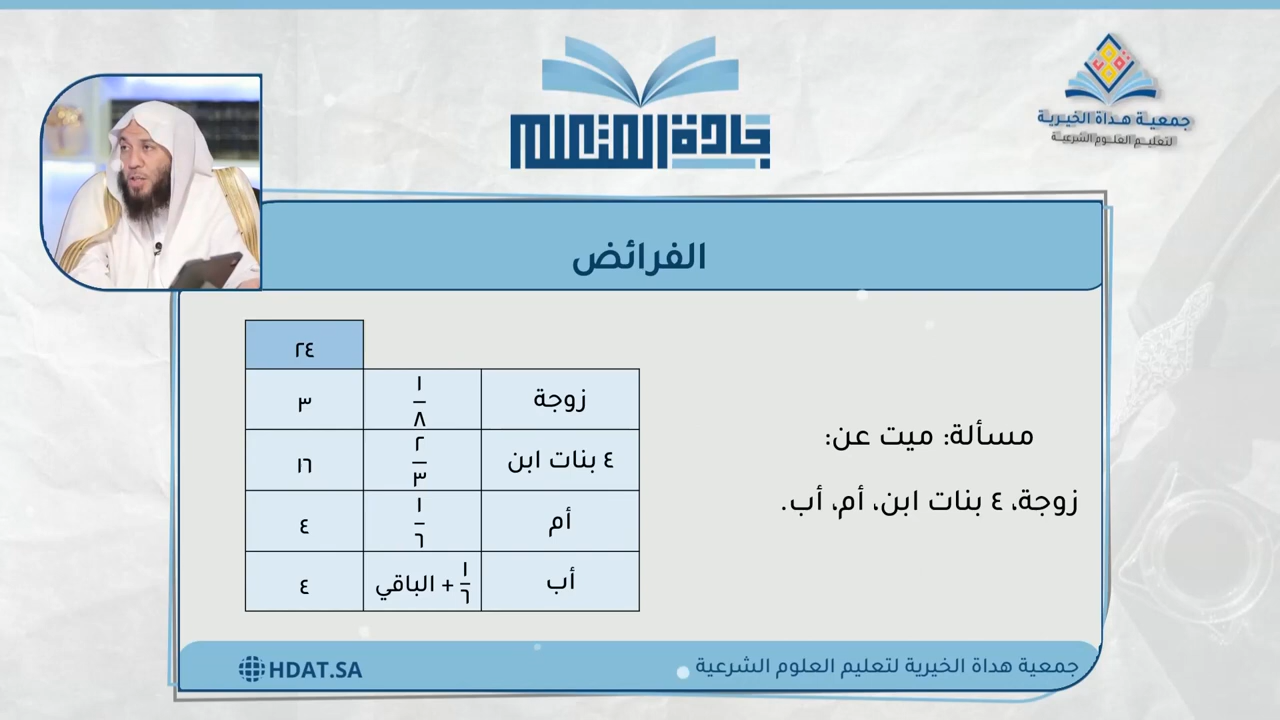 جادة المتعلم
جمعية هداة الخيرية
لتعليم العلوم الشرعية
الفرائض
مسألة: ميت عن:
زوجة، ٤ بنات ابن، أم، أب.
٢٤
زوجة ١/٨ ٣
٤ بنات ابن ٢/٣ ١٦
أم ١/٦ ٤
أب ١/٦ + الباقي ٤
جمعية هداة الخيرية لتعليم العلوم الشرعية
HDAT.SA